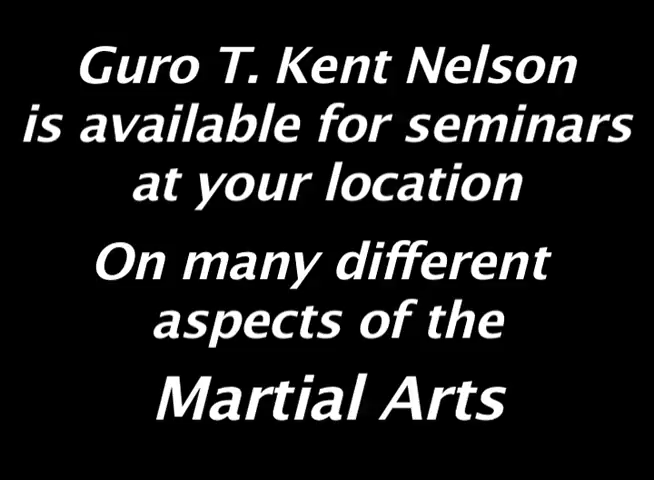 Guro T. Kent Nelson
is available for seminars
at your location
On many different
aspects of the
Martial Arts